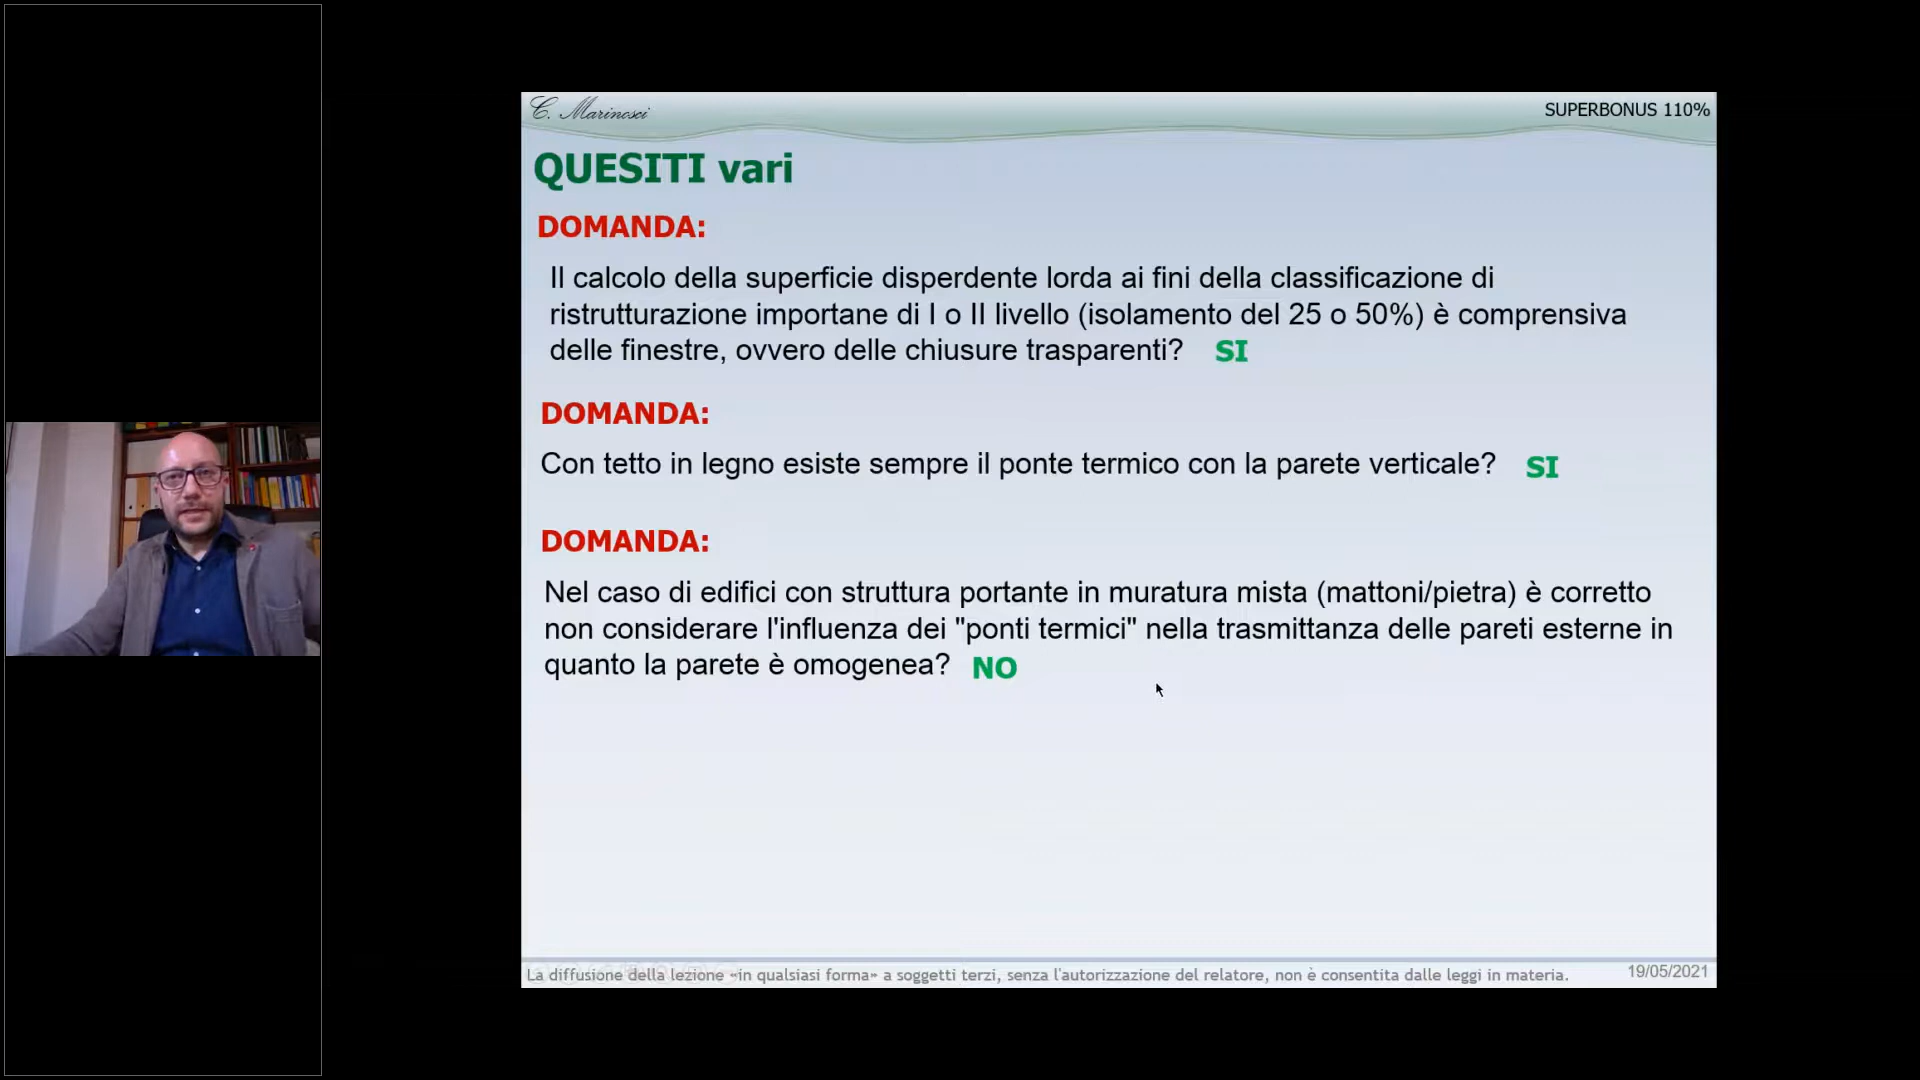 C. Marinosci
SUPERBONUS 110%
QUESITI vari
DOMANDA:
Il calcolo della superficie disperdente lorda ai fini della classificazione di
ristrutturazione importane di I o II livello (isolamento del 25 o 50%) è comprensiva
delle finestre, ovvero delle chiusure trasparenti? SI
DOMANDA:
Con tetto in legno esiste sempre il ponte termico con la parete verticale? SI
DOMANDA:
Nel caso di edifici con struttura portante in muratura mista (mattoni/pietra) è corretto
non considerare l'influenza dei "ponti termici" nella trasmittanza delle pareti esterne in
quanto la parete è omogenea? NO
La diffusione della lezione «in qualsiasi forma» a soggetti terzi, senza l'autorizzazione del relatore, non è consentita dalle leggi in materia.
19/05/2021